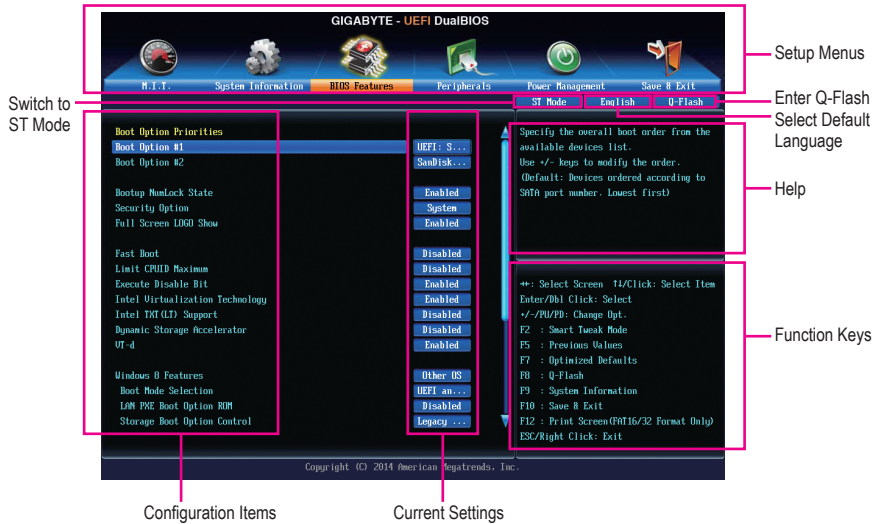 GIGABYTE - UEFI DualBIOS
M.I.T.
System Information
BIOS Features
Peripherals
Power Management
Save & Exit
Setup Menus
ST Mode
English
Q-Flash
Switch to
ST Mode
Enter Q-Flash
Select Default
Language
Boot Option Priorities
Boot Option #1 UEFI: S...
Boot Option #2 SanDisk...
Bootup NumLock State Enabled
Security Option System
Full Screen LOGO Show Enabled
Fast Boot Disabled
Limit CPUID Maximum Disabled
Execute Disable Bit Enabled
Intel Virtualization Technology Enabled
Intel TXT(LT) Support Disabled
Dynamic Storage Accelerator Disabled
VT-d Enabled
Windows 8 Features Other OS
Boot Mode Selection UEFI an...
LAN PXE Boot Option ROM Disabled
Storage Boot Option Control Legacy ...
Specify the overall boot order from the
available devices list.
Use +/- keys to modify the order.
(Default: Devices ordered according to
SATA port number. Lowest first)
Help
→←: Select Screen ↑↓/Click: Select Item
Enter/Dbl Click: Select
+/-/PU/PD: Change Opt.
F2 : Smart Tweak Mode
F5 : Previous Values
F7 : Optimized Defaults
F8 : Q-Flash
F9 : System Information
F10 : Save & Exit
F12 : Print Screen(FAT16/32 Format Only)
ESC/Right Click: Exit
Function Keys
Copyright (C) 2014 American Megatrends, Inc.
Configuration Items
Current Settings